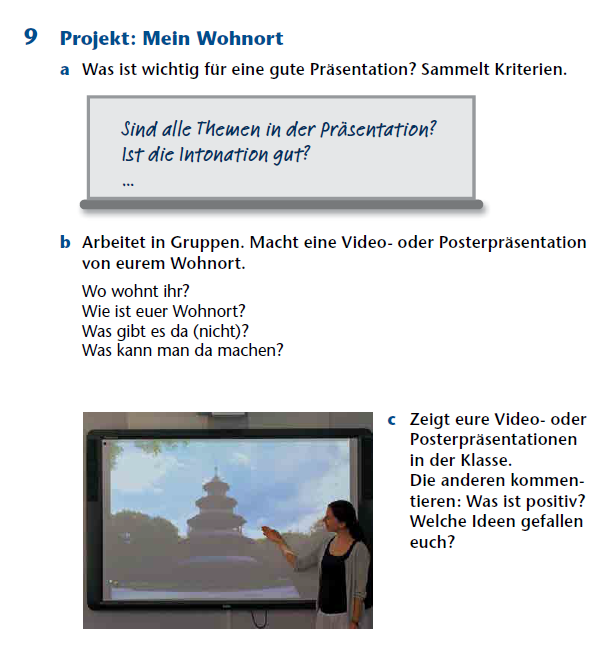 9 Projekt: Mein Wohnort
a Was ist wichtig für eine gute Präsentation? Sammelt Kriterien.
Sind alle Themen in der Präsentation?
Ist die Intonation gut?
...
b Arbeitet in Gruppen. Macht eine Video- oder Posterpräsentation
von eurem Wohnort.
Wo wohnt ihr?
Wie ist euer Wohnort?
Was gibt es da (nicht)?
Was kann man da machen?
c Zeigt eure Video- oder
Posterpräsentationen
in der Klasse.
Die anderen kommen-
tieren: Was ist positiv?
Welche Ideen gefallen
euch?